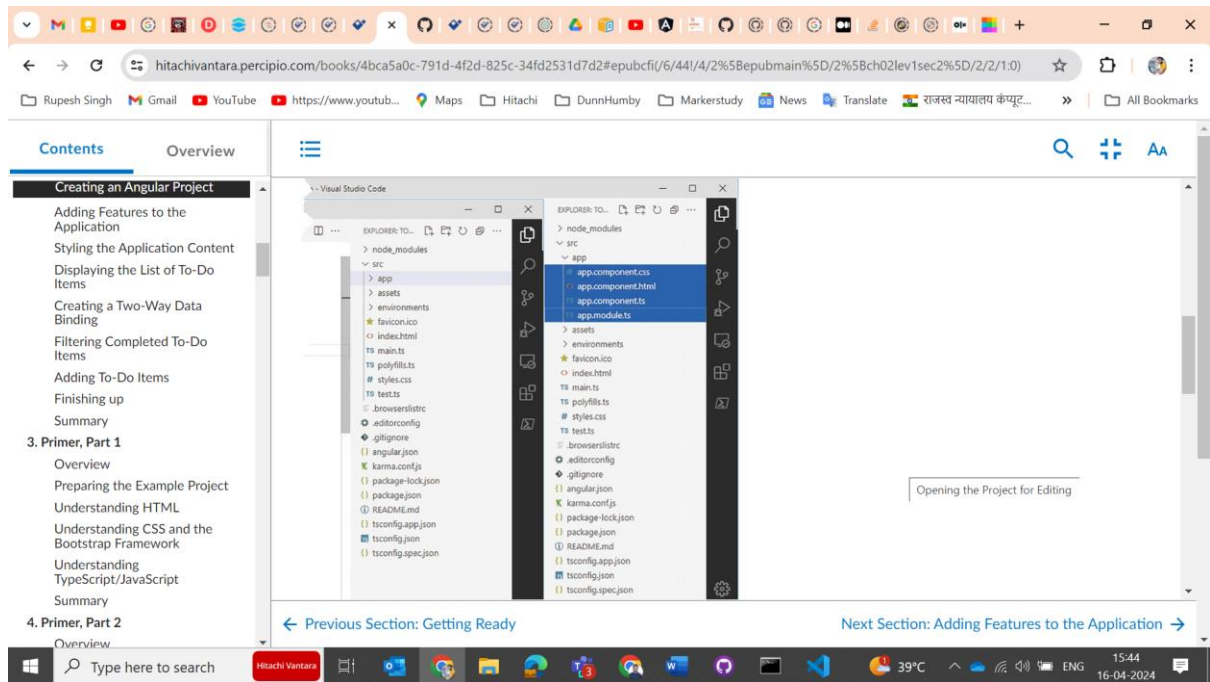 hitachivantara.percipio.com/books/4bca5a0c-791d-4f2d-825c-34fd2531d7d2#epubcfi(/6/44!/4/2%5Bepubmain%5D/2%5Bch02lev1sec2%5D/2/2/1:0)
Rupesh Singh
Gmail
YouTube
https://www.youtub...
Maps
Hitachi
DunnHumby
Markerstudy
News
Translate
राजस्व न्यायालय कंप्यूट...
»
All Bookmarks
Contents
Overview
AA
Creating an Angular Project
Adding Features to the
Application
Styling the Application Content
Displaying the List of To-Do
Items
Creating a Two-Way Data
Binding
Filtering Completed To-Do
Items
Adding To-Do Items
Finishing up
Summary
3. Primer, Part 1
Overview
Preparing the Example Project
Understanding HTML
Understanding CSS and the
Bootstrap Framework
Understanding
TypeScript/JavaScript
Summary
4. Primer, Part 2
Overview
- Visual Studio Code
EXPLORER: TO...
> node_modules
src
> app
> assets
> environments
favicon.ico
<> index.html
TS main.ts
TS polyfills.ts
# styles.css
TS test.ts
.browserslistrc
.editorconfig
.gitignore
{} angular.json
karma.conf.js
{} package-lock.json
{} package.json
README.md
{} tsconfig.app.json
tsconfig.json
{} tsconfig.spec.json
EXPLORER: TO...
> node_modules
src
app
# app.component.css
<> app.component.html
TS app.component.ts
TS app.module.ts
> assets
> environments
favicon.ico
<> index.html
TS main.ts
TS polyfills.ts
# styles.css
TS test.ts
.browserslistrc
.editorconfig
.gitignore
{} angular.json
karma.conf.js
{} package-lock.json
{} package.json
README.md
{} tsconfig.app.json
tsconfig.json
{} tsconfig.spec.json
Opening the Project for Editing
← Previous Section: Getting Ready
Next Section: Adding Features to the Application →
Type here to search
Hitachi Vantara
39°C
ENG
15:44
16-04-2024